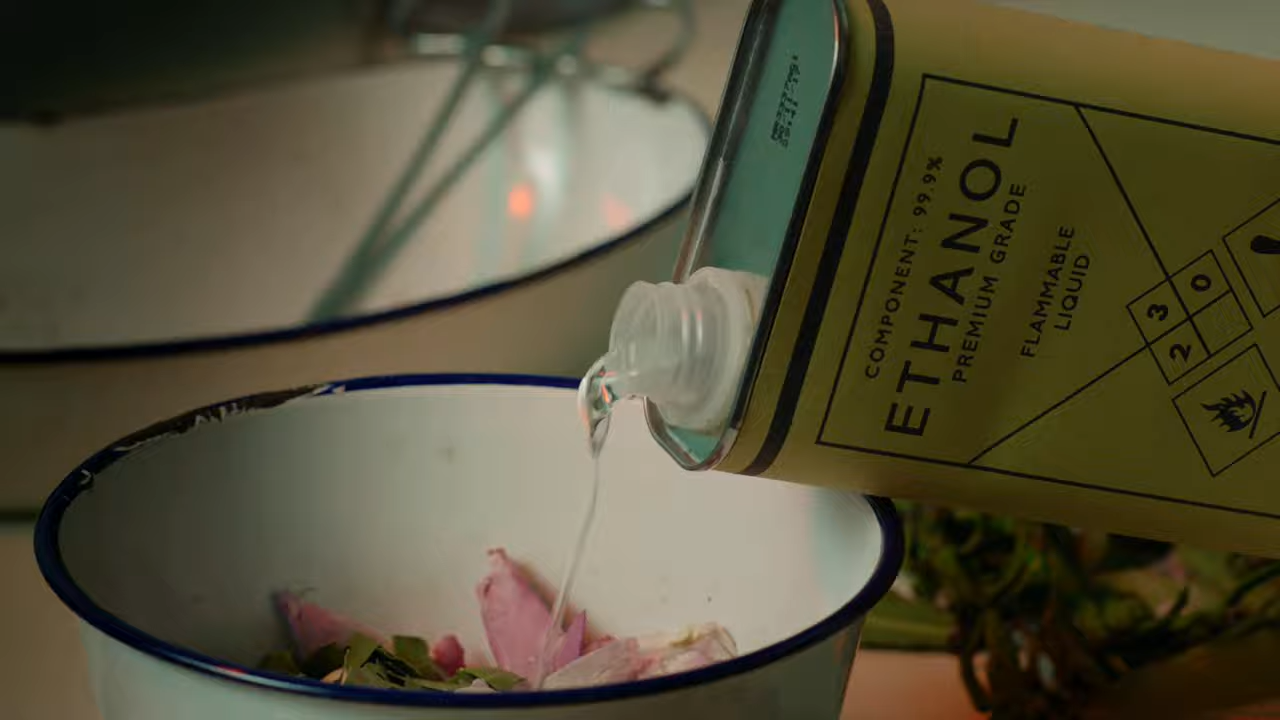 COMPONENT: 99.9%
ETHANOL
PREMIUM GRADE
FLAMMABLE
LIQUID
3
0
2